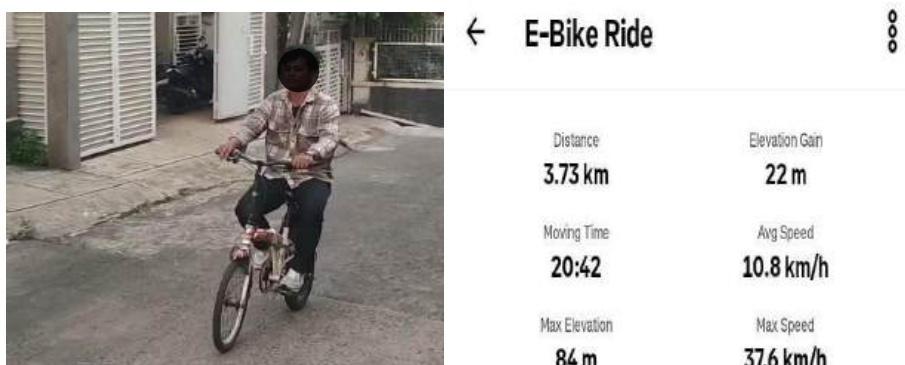 E-Bike Ride
Distance
Elevation Gain
3.73 km
22 m
Moving Time
Avg Speed
20:42
10.8 km/h
Max Elevation
Max Speed
84 m
37.6 km/h